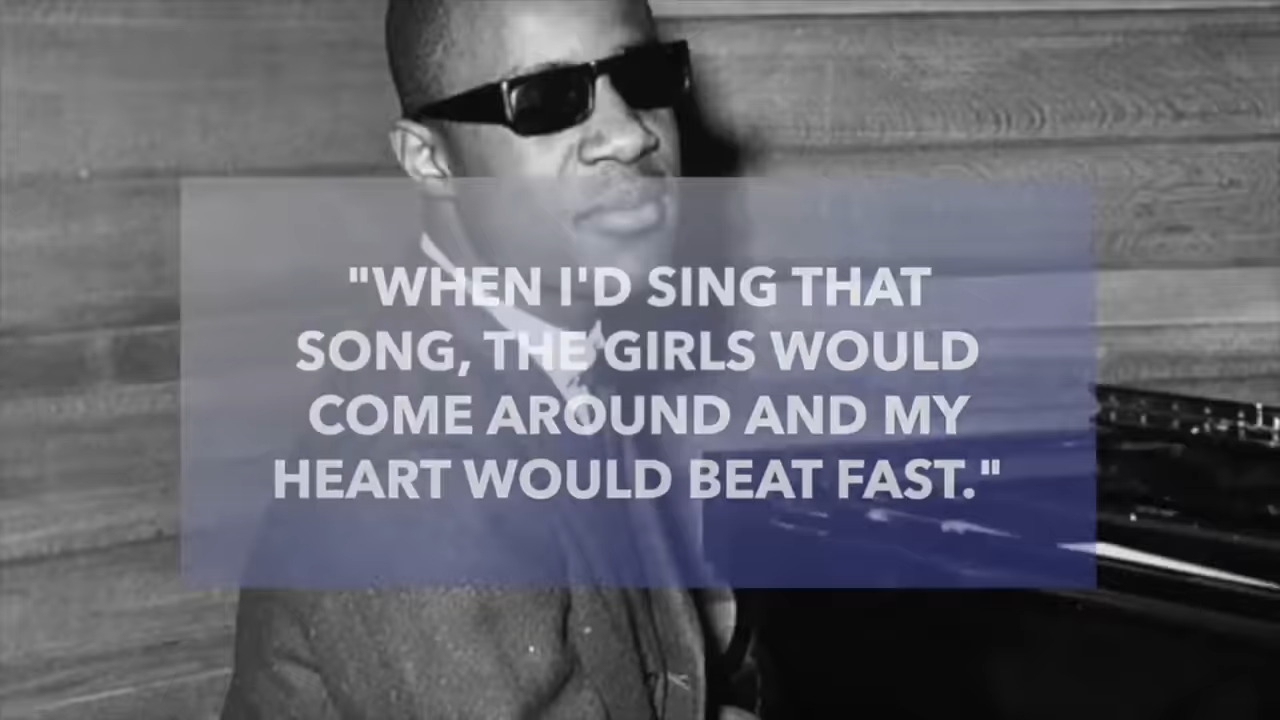 "WHEN I'D SING THAT
SONG, THE GIRLS WOULD
COME AROUND AND MY
HEART WOULD BEAT FAST."